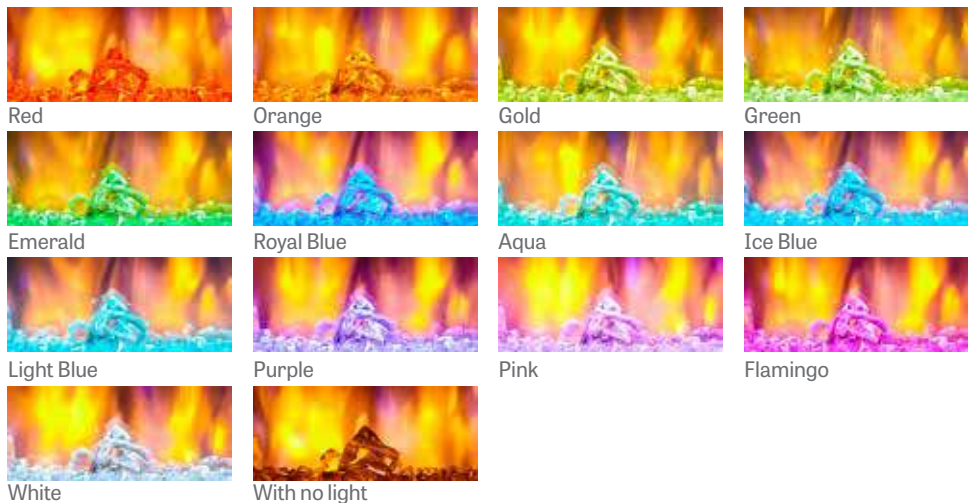 Red
Orange
Gold
Green
Emerald
Royal Blue
Aqua
Ice Blue
Light Blue
Purple
Pink
Flamingo
White
With no light